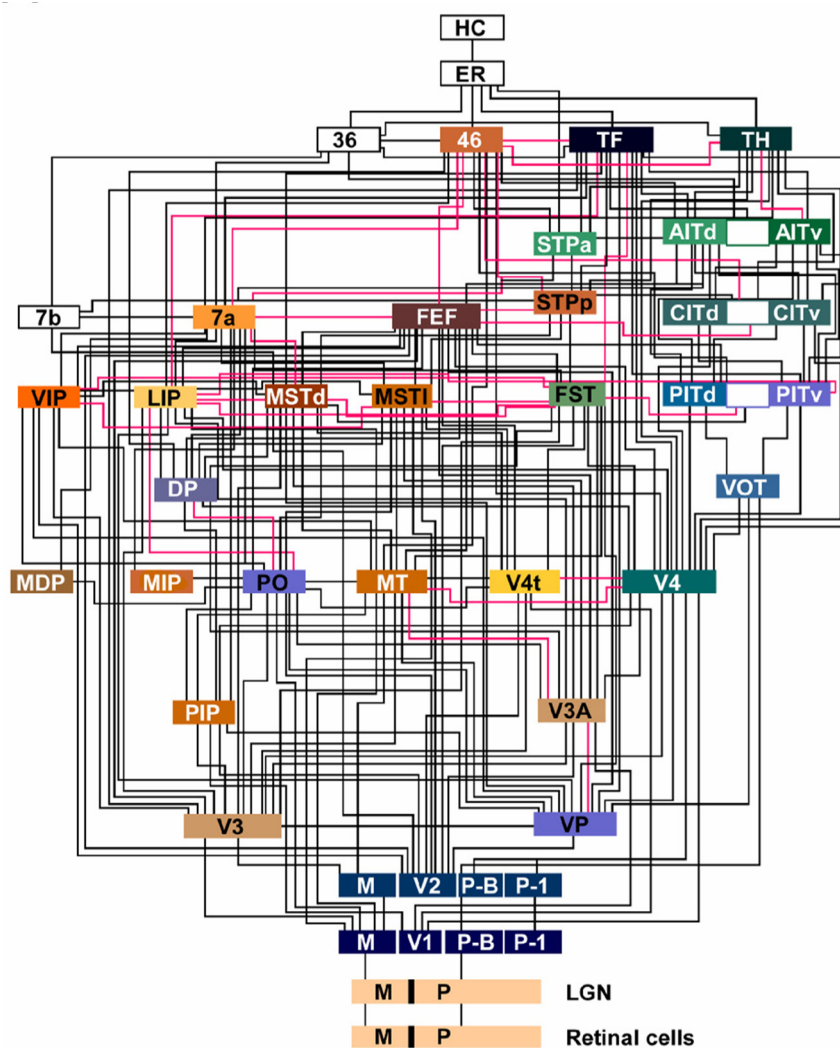 HC
ER
36 46 TF TH
STPa AITd AITv
7b 7a FEF STPp CITd CITv
VIP LIP MSTd MSTl FST PITd PITv
DP VOT
MDP MIP PO MT V4t V4
PIP V3A
V3 VP
M V2 P-B P-1
M V1 P-B P-1
M P LGN
M P Retinal cells